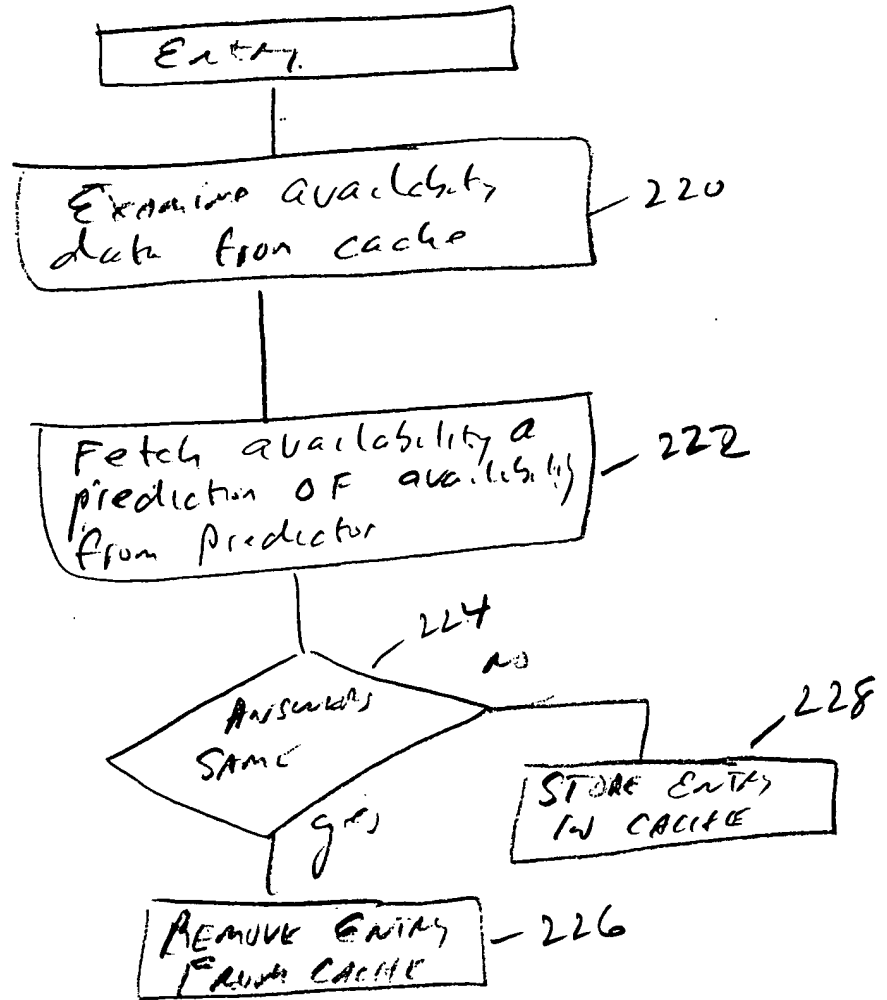 Entry
Examine availability
data from cache
220
Fetch availability a
prediction OF availability
from Predictor
222
224
no
ANSWERS
SAME
228
STORE ENTRY
IN CACHE
yes
REMOVE ENTRY
FROM CACHE
226